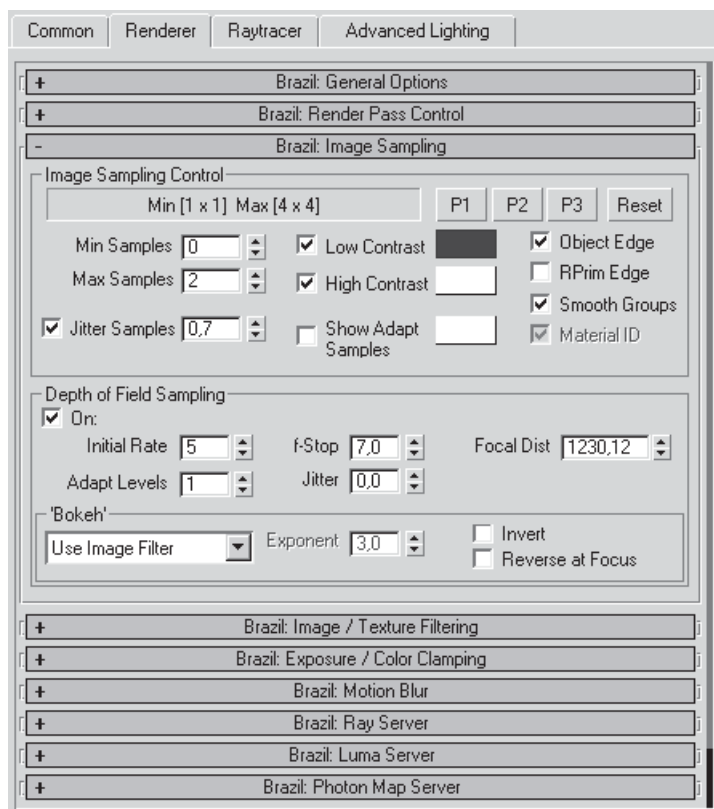 Common Renderer Raytracer Advanced Lighting
+ Brazil: General Options
+ Brazil: Render Pass Control
- Brazil: Image Sampling
Image Sampling Control
Min [1 x 1] Max [4 x 4] P1 P2 P3 Reset
Min Samples 0 Low Contrast Object Edge
Max Samples 2 High Contrast RPrim Edge
Smooth Groups
Jitter Samples 0,7 Show Adapt Samples Material ID
Depth of Field Sampling
On:
Initial Rate 5 f-Stop 7,0 Focal Dist 1230,12
Adapt Levels 1 Jitter 0,0
'Bokeh'
Use Image Filter Exponent 3,0 Invert
Reverse at Focus
+ Brazil: Image / Texture Filtering
+ Brazil: Exposure / Color Clamping
+ Brazil: Motion Blur
+ Brazil: Ray Server
+ Brazil: Luma Server
+ Brazil: Photon Map Server